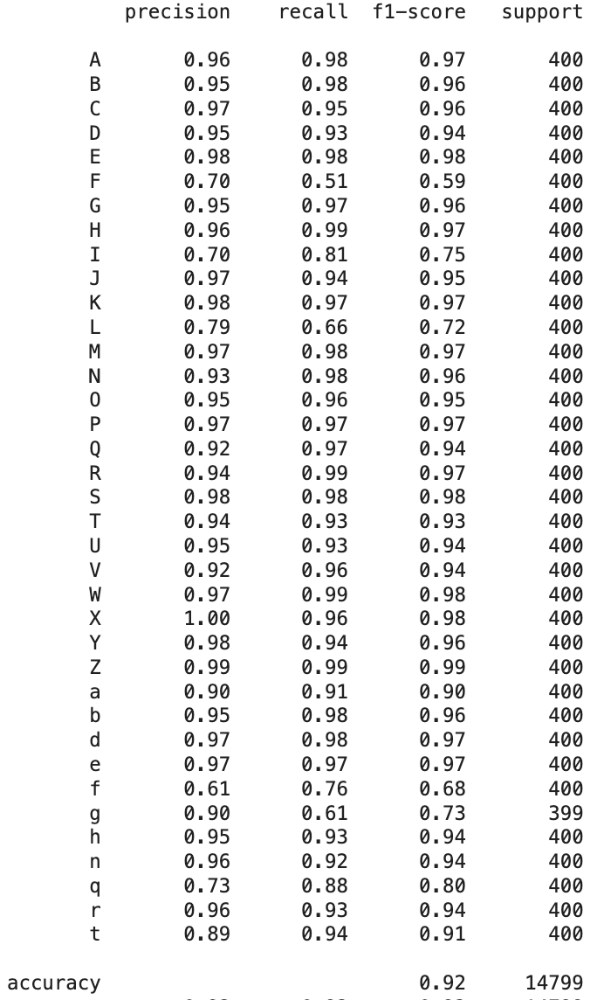 precision recall f1-score support
A 0.96 0.98 0.97 400
B 0.95 0.98 0.96 400
C 0.97 0.95 0.96 400
D 0.95 0.93 0.94 400
E 0.98 0.98 0.98 400
F 0.70 0.51 0.59 400
G 0.95 0.97 0.96 400
H 0.96 0.99 0.97 400
I 0.70 0.81 0.75 400
J 0.97 0.94 0.95 400
K 0.98 0.97 0.97 400
L 0.79 0.66 0.72 400
M 0.97 0.98 0.97 400
N 0.93 0.98 0.96 400
O 0.95 0.96 0.95 400
P 0.97 0.97 0.97 400
Q 0.92 0.97 0.94 400
R 0.94 0.99 0.97 400
S 0.98 0.98 0.98 400
T 0.94 0.93 0.93 400
U 0.95 0.93 0.94 400
V 0.92 0.96 0.94 400
W 0.97 0.99 0.98 400
X 1.00 0.96 0.98 400
Y 0.98 0.94 0.96 400
Z 0.99 0.99 0.99 400
a 0.90 0.91 0.90 400
b 0.95 0.98 0.96 400
d 0.97 0.98 0.97 400
e 0.97 0.97 0.97 400
f 0.61 0.76 0.68 400
g 0.90 0.61 0.73 399
h 0.95 0.93 0.94 400
n 0.96 0.92 0.94 400
q 0.73 0.88 0.80 400
r 0.96 0.93 0.94 400
t 0.89 0.94 0.91 400
accuracy 0.92 14799